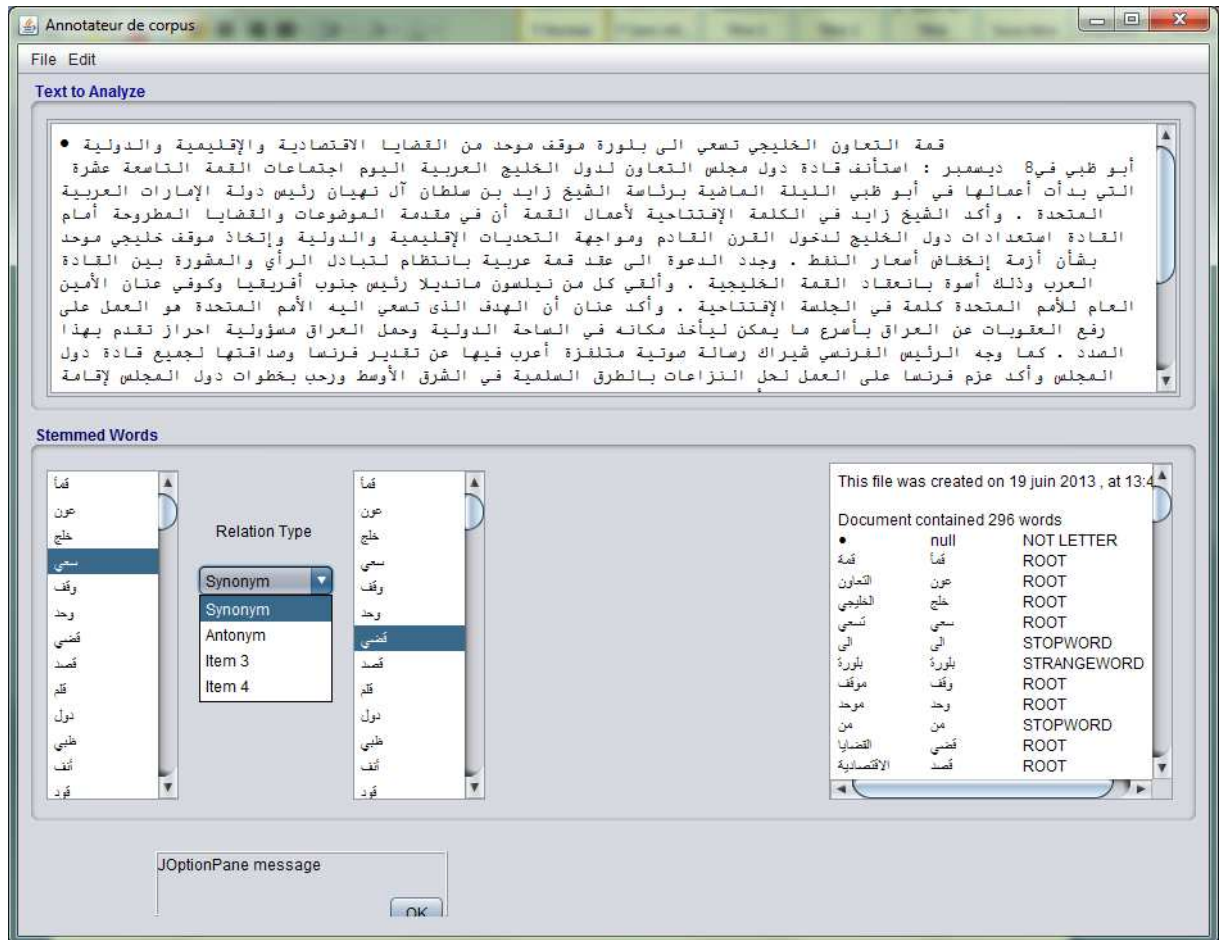 Annotateur de corpus
File Edit
Text to Analyze
• قمة التعاون الخليجي تسعي الى بلورة موقف موحد من القضايا الاقتصادية والإقليمية والدولية
أبو ظبي في8 ديسمبر : استأنف قادة دول مجلس التعاون لدول الخليج العربية اليوم اجتماعات القمة التاسعة عشرة
التي بدأت أعمالها في أبو ظبي الليلة الماضية برئاسة الشيخ زايد بن سلطان آل نهيان رئيس دولة الإمارات العربية
المتحدة . وأكد الشيخ زايد في الكلمة الإفتتاحية لأعمال القمة أن في مقدمة الموضوعات والقضايا المطروحة أمام
القادة استعدادات دول الخليج لدخول القرن القادم ومواجهة التحديات الإقليمية والدولية وإتخاذ موقف خليجي موحد
بشأن أزمة إنخفاض أسعار النفط . وجدد الدعوة الى عقد قمة عربية بانتظام لتبادل الرأي والمشورة بين القادة
العرب وذلك أسوة بانعقاد القمة الخليجية . وألقي كل من نيلسون مانديلا رئيس جنوب أفريقيا وكوفي عنان الأمين
العام للأمم المتحدة كلمة في الجلسة الإفتتاحية . وأكد عنان أن الهدف الذى تسعي اليه الأمم المتحدة هو العمل على
رفع العقوبات عن العراق بأسرع ما يمكن ليأخذ مكانه في الساحة الدولية وحمل العراق مسؤولية احراز تقدم بهذا
الصدد . كما وجه الرئيس الفرنسي شيراك رسالة صوتية متلفزة أعرب فيها عن تقدير فرنسا وصداقتها لجميع قادة دول
المجلس وأكد عزم فرنسا على العمل لحل النزاعات بالطرق السلمية في الشرق الأوسط ورحب بخطوات دول المجلس لإقامة
Stemmed Words
قمأ
عون
خلج
سعي
وقف
وحد
قضي
قصد
قلم
دول
ظبي
أنف
قود
Relation Type
Synonym
Synonym
Antonym
Item 3
Item 4
قمأ
عون
خلج
سعي
وقف
وحد
قضي
قصد
قلم
دول
ظبي
أنف
قود
This file was created on 19 juin 2013 , at 13:4
Document contained 296 words
• null NOT LETTER
قمة قمأ ROOT
التعاون عون ROOT
الخليجي خلج ROOT
تسعي سعي ROOT
الى الى STOPWORD
بلورة بلورة STRANGEWORD
موقف وقف ROOT
موحد وحد ROOT
من من STOPWORD
القضايا قضي ROOT
الاقتصادية قصد ROOT
JOptionPane message
OK